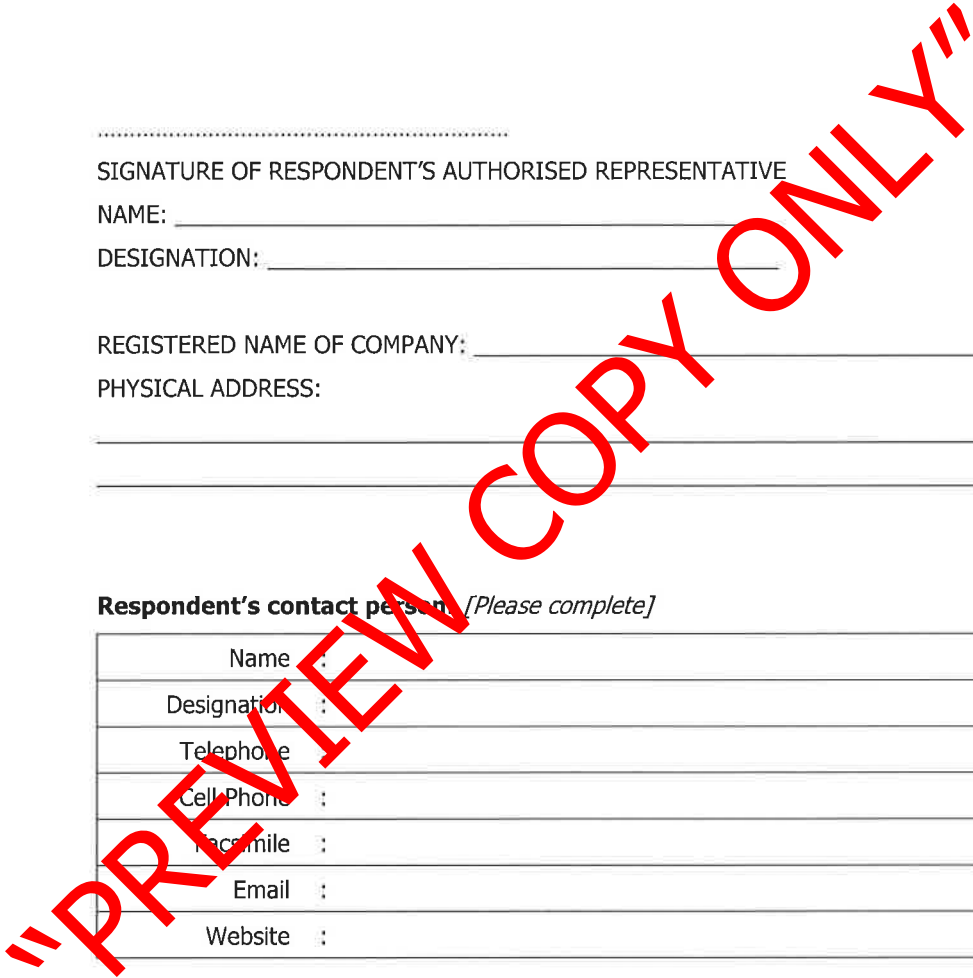 ................................................................
SIGNATURE OF RESPONDENT'S AUTHORISED REPRESENTATIVE
NAME:
DESIGNATION:
REGISTERED NAME OF COMPANY:
PHYSICAL ADDRESS:
Respondent's contact person: [Please complete]
Name :
Designation :
Telephone :
Cell Phone :
Facsimile :
Email :
Website :
"PREVIEW COPY ONLY"